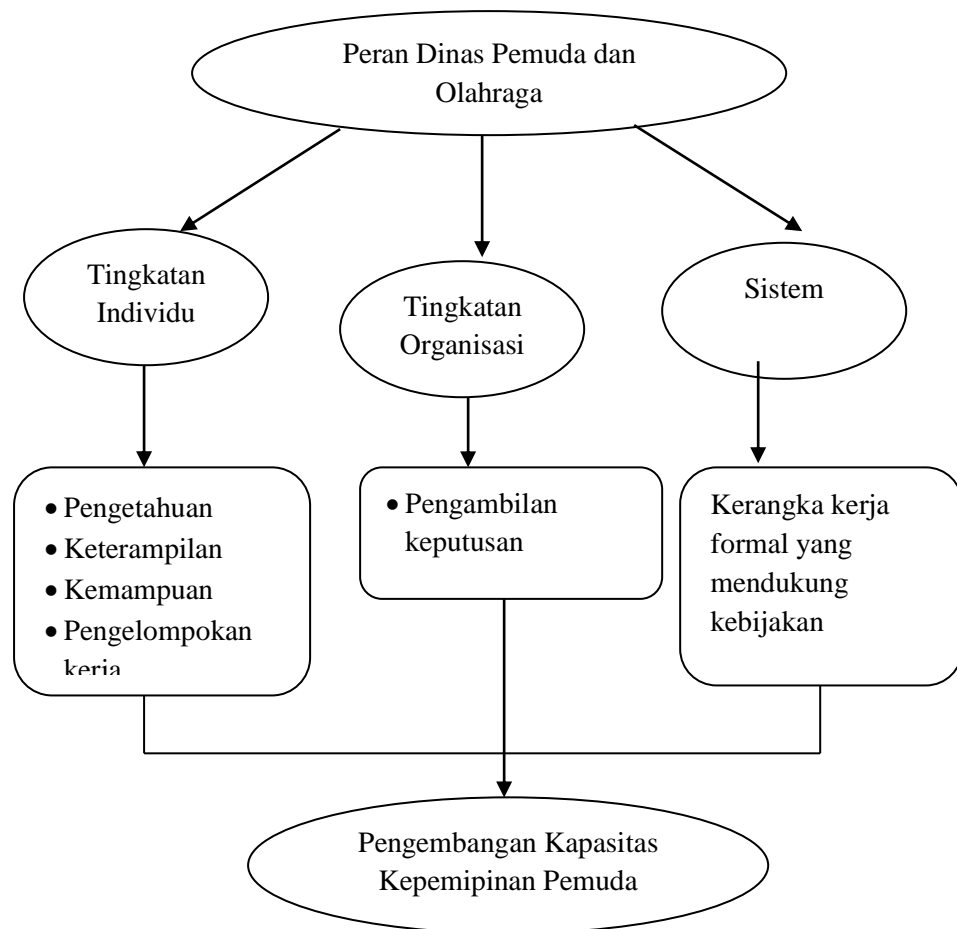 Peran Dinas Pemuda dan
Olahraga
Tingkatan
Individu
Tingkatan
Organisasi
Sistem
• Pengetahuan
• Keterampilan
• Kemampuan
• Pengelompokan
kerja
• Pengambilan
keputusan
Kerangka kerja
formal yang
mendukung
kebijakan
Pengembangan Kapasitas
Kepemipinan Pemuda